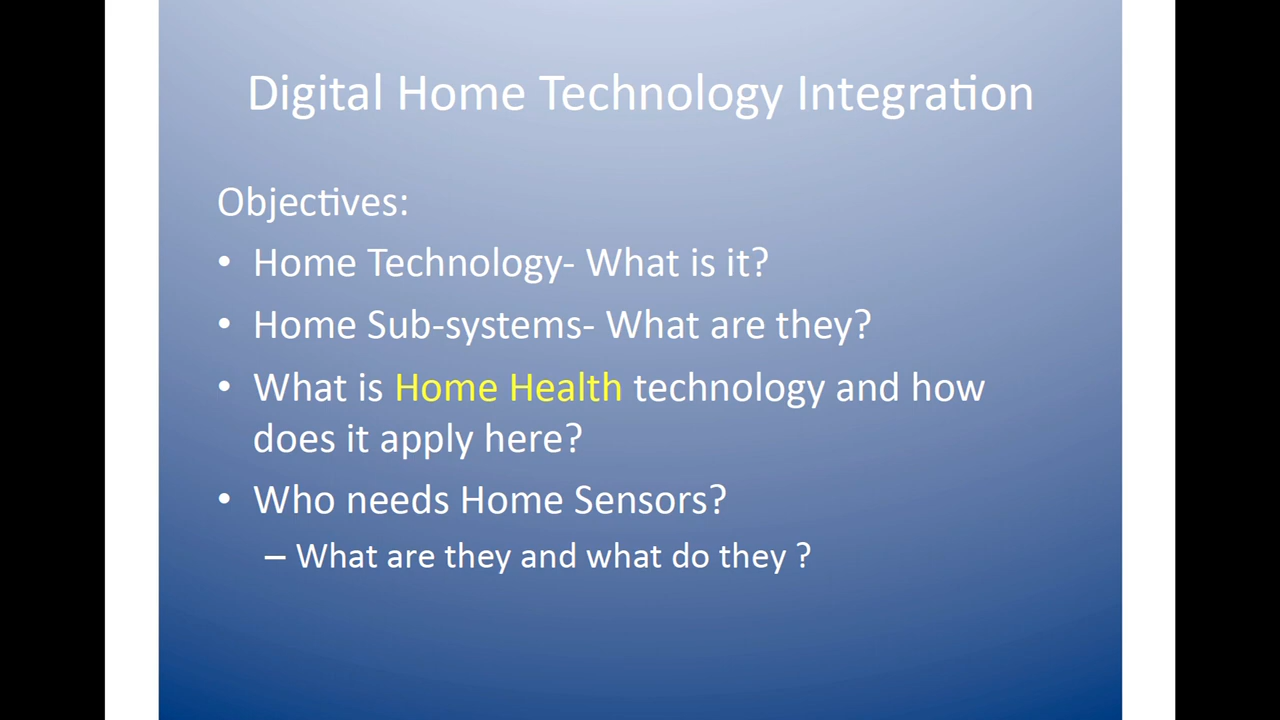 Digital Home Technology Integration
Objectives:
• Home Technology- What is it?
• Home Sub-systems- What are they?
• What is Home Health technology and how
does it apply here?
• Who needs Home Sensors?
– What are they and what do they ?